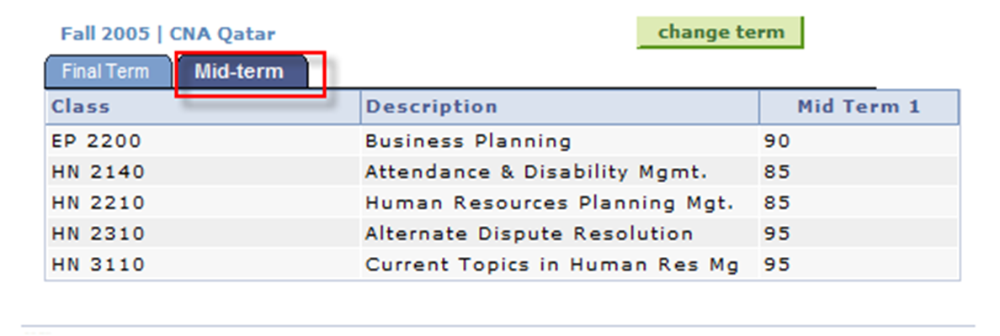 Fall 2005 | CNA Qatar change term
Final Term Mid-term
Class Description Mid Term 1
EP 2200 Business Planning 90
HN 2140 Attendance & Disability Mgmt. 85
HN 2210 Human Resources Planning Mgt. 85
HN 2310 Alternate Dispute Resolution 95
HN 3110 Current Topics in Human Res Mg 95